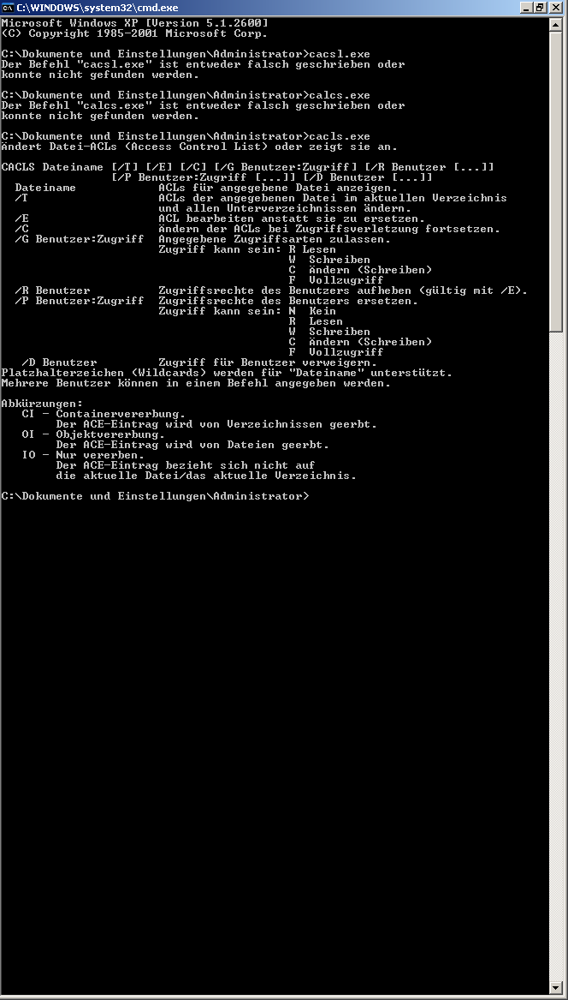 C:\WINDOWS\system32\cmd.exe
Microsoft Windows XP [Version 5.1.2600]
(C) Copyright 1985-2001 Microsoft Corp.
C:\Dokumente und Einstellungen\Administrator>cacsl.exe
Der Befehl "cacsl.exe" ist entweder falsch geschrieben oder
konnte nicht gefunden werden.
C:\Dokumente und Einstellungen\Administrator>calcs.exe
Der Befehl "calcs.exe" ist entweder falsch geschrieben oder
konnte nicht gefunden werden.
C:\Dokumente und Einstellungen\Administrator>cacls.exe
Ändert Datei-ACLs (Access Control List) oder zeigt sie an.
CACLS Dateiname [/T] [/E] [/C] [/G Benutzer:Zugriff] [/R Benutzer [...]]
                [/P Benutzer:Zugriff [...]] [/D Benutzer [...]]
  Dateiname            ACLs für angegebene Datei anzeigen.
  /T                   ACLs der angegebenen Datei im aktuellen Verzeichnis
                       und allen Unterverzeichnissen ändern.
  /E                   ACL bearbeiten anstatt sie zu ersetzen.
  /C                   Ändern der ACLs bei Zugriffsverletzung fortsetzen.
  /G Benutzer:Zugriff  Angegebene Zugriffsarten zulassen.
                       Zugriff kann sein: R Lesen
                                          W  Schreiben
                                          C  Ändern (Schreiben)
                                          F  Vollzugriff
  /R Benutzer          Zugriffsrechte des Benutzers aufheben (gültig mit /E).
  /P Benutzer:Zugriff  Zugriffsrechte des Benutzers ersetzen.
                       Zugriff kann sein: N  Kein
                                          R  Lesen
                                          W  Schreiben
                                          C  Ändern (Schreiben)
                                          F  Vollzugriff
   /D Benutzer         Zugriff für Benutzer verweigern.
Platzhalterzeichen (Wildcards) werden für "Dateiname" unterstützt.
Mehrere Benutzer können in einem Befehl angegeben werden.
Abkürzungen:
   CI - Containervererbung.
        Der ACE-Eintrag wird von Verzeichnissen geerbt.
   OI - Objektvererbung.
        Der ACE-Eintrag wird von Dateien geerbt.
   IO - Nur vererben.
        Der ACE-Eintrag bezieht sich nicht auf
        die aktuelle Datei/das aktuelle Verzeichnis.
C:\Dokumente und Einstellungen\Administrator>